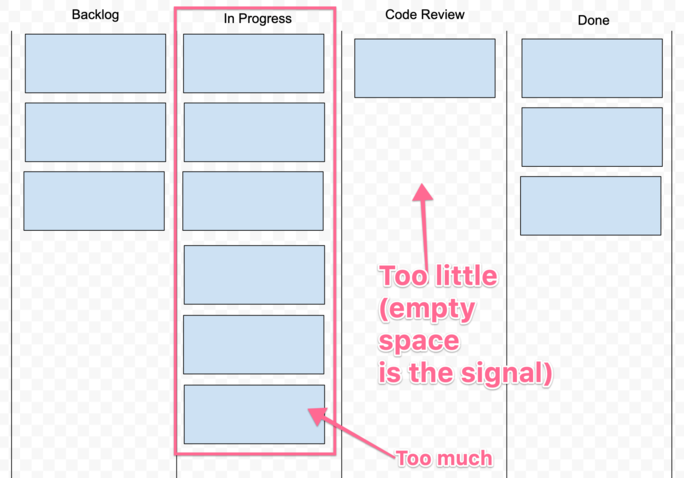 Backlog
In Progress
Code Review
Done
Too little
(empty
space
is the signal)
Too much